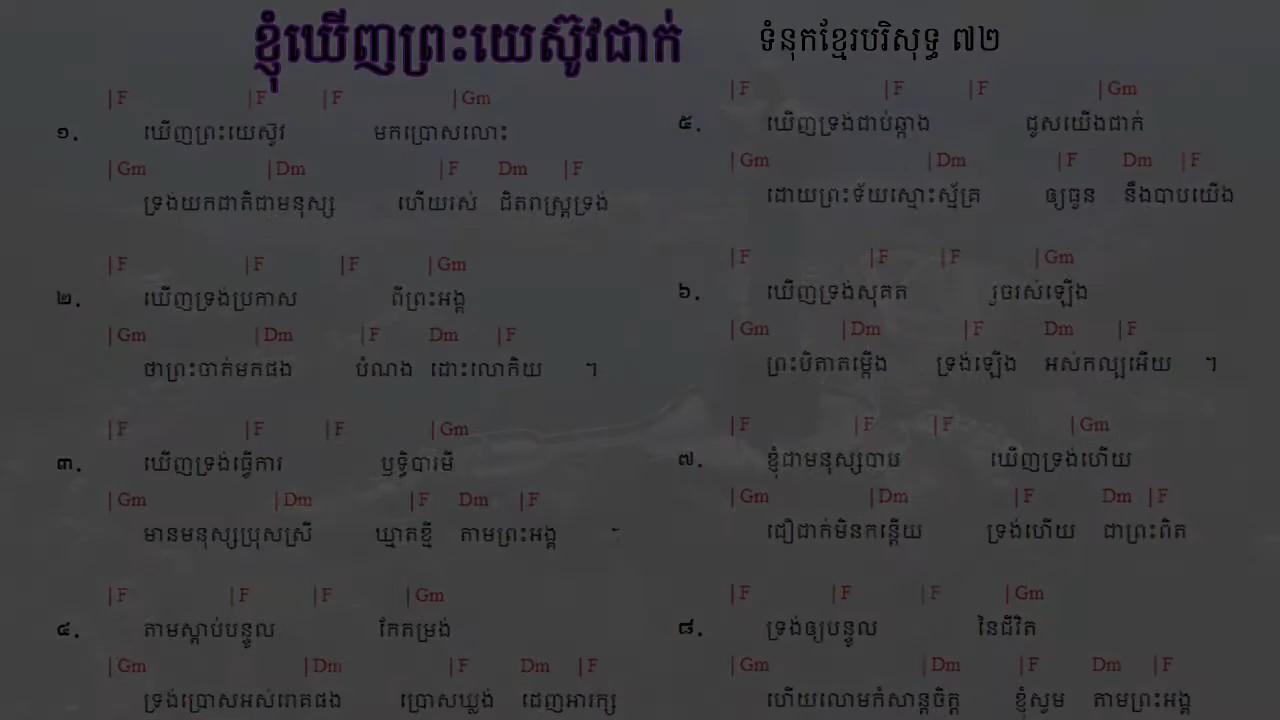 ខ្ញុំឃើញព្រះយេស៊ូវជាក់
ទំនុកខ្មែរបរិសុទ្ធ ៧២
|F |F |F |Gm
១. ឃើញព្រះយេស៊ូវ មកប្រោសលោះ
|Gm |Dm |F Dm |F
ទ្រង់យកជាតិជាមនុស្ស ហើយរស់ ជិតរាស្ត្រទ្រង់
|F |F |F |Gm
២. ឃើញទ្រង់ប្រកាស ពីព្រះអង្គ
|Gm |Dm |F Dm |F
ថាព្រះចាត់មកផង បំណង ដោះលោកិយ ។
|F |F |F |Gm
៣. ឃើញទ្រង់ធ្វើការ ឫទ្ធិបារមី
|Gm |Dm |F Dm |F
មានមនុស្សប្រុសស្រី ឃ្មាតខ្មី តាមព្រះអង្គ
|F |F |F |Gm
៤. តាមស្ដាប់បន្ទូល កែតម្រង់
|Gm |Dm |F Dm |F
ទ្រង់ប្រោសអស់រោគផង ប្រោសឃ្លង់ ដេញអារក្ស
|F |F |F |Gm
៥. ឃើញទ្រង់ជាប់ឆ្កាង ជូសយើងជាក់
|Gm |Dm |F Dm |F
ដោយព្រះទ័យស្មោះស្ម័គ្រ ឲ្យធួន នឹងបាបយើង
|F |F |F |Gm
៦. ឃើញទ្រង់សុគត រួចរស់ឡើង
|Gm |Dm |F Dm |F
ព្រះបិតាតម្កើង ទ្រង់ឡើង អស់កល្បអើយ ។
|F |F |F |Gm
៧. ខ្ញុំជាមនុស្សបាប ឃើញទ្រង់ហើយ
|Gm |Dm |F Dm |F
ជឿជាក់មិនកន្តើយ ទ្រង់ហើយ ជាព្រះពិត
|F |F |F |Gm
៨. ទ្រង់ឲ្យបន្ទូល នៃជីវិត
|Gm |Dm |F Dm |F
ហើយលោមកំសាន្តចិត្ត ខ្ញុំសូម តាមព្រះអង្គ